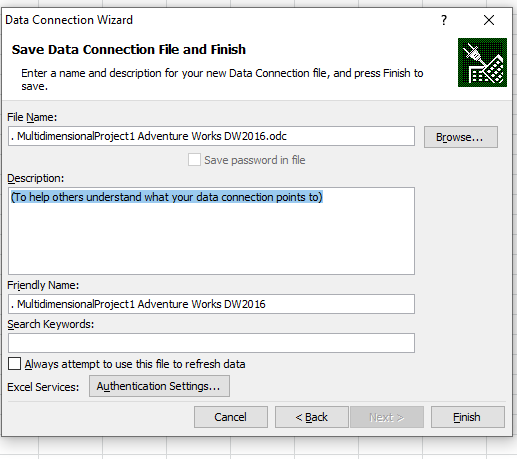 Data Connection Wizard
Save Data Connection File and Finish
Enter a name and description for your new Data Connection file, and press Finish to
save.
File Name:
. MultidimensionalProject1 Adventure Works DW2016.odc
Browse...
Save password in file
Description:
(To help others understand what your data connection points to)
Friendly Name:
. MultidimensionalProject1 Adventure Works DW2016
Search Keywords:
Always attempt to use this file to refresh data
Excel Services:
Authentication Settings...
Cancel
< Back
Next >
Finish